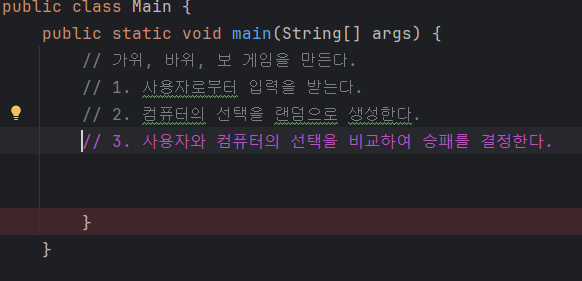 public class Main {
public static void main(String[] args) {
// 가위, 바위, 보 게임을 만든다.
// 1. 사용자로부터 입력을 받는다.
// 2. 컴퓨터의 선택을 랜덤으로 생성한다.
// 3. 사용자와 컴퓨터의 선택을 비교하여 승패를 결정한다.
}
}